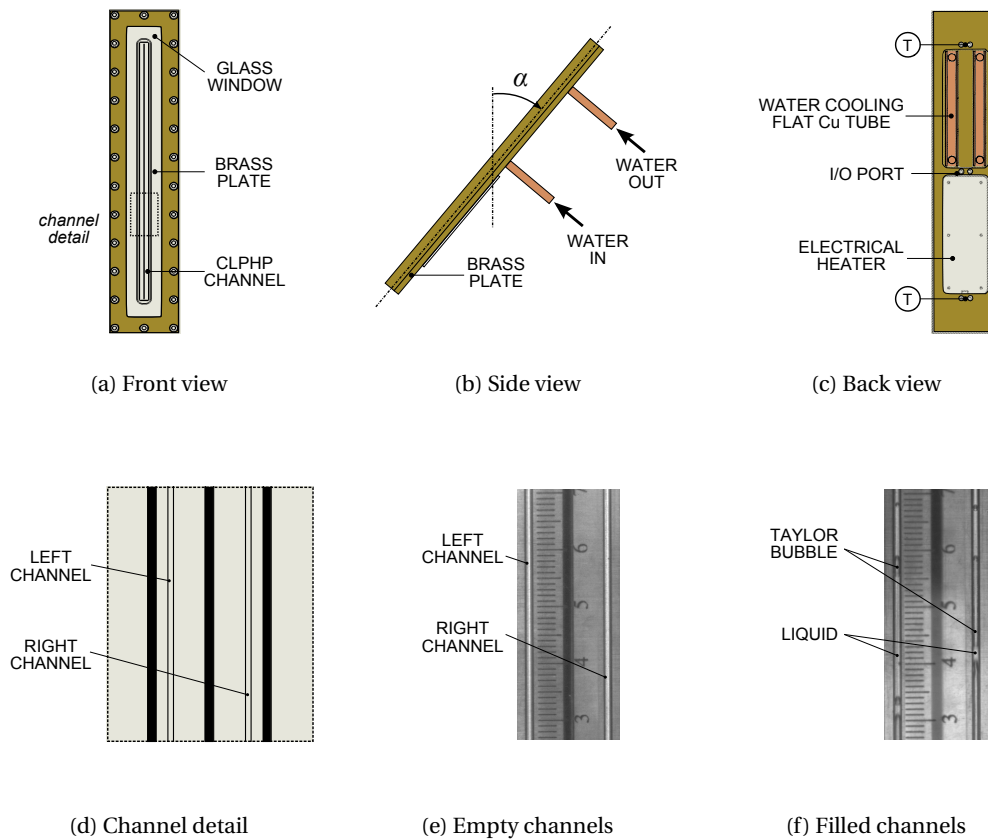 GLASS
WINDOW
BRASS
PLATE
channel
detail
CLPHP
CHANNEL
(a) Front view
α
WATER
OUT
WATER
IN
BRASS
PLATE
(b) Side view
T
WATER COOLING
FLAT Cu TUBE
I/O PORT
ELECTRICAL
HEATER
T
(c) Back view
LEFT
CHANNEL
RIGHT
CHANNEL
(d) Channel detail
LEFT
CHANNEL
RIGHT
CHANNEL
7
6
5
4
3
(e) Empty channels
TAYLOR
BUBBLE
LIQUID
7
6
5
4
3
(f) Filled channels